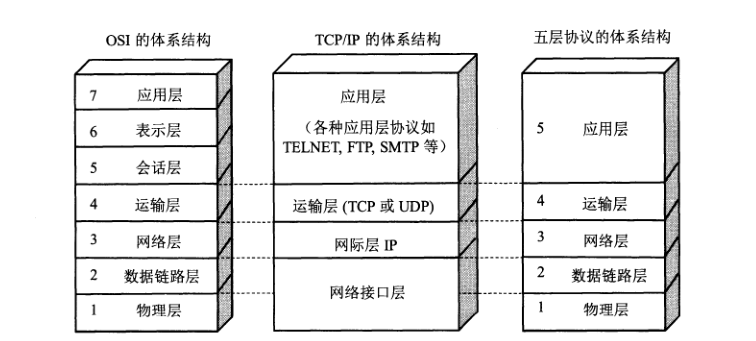 OSI 的体系结构
7 应用层
6 表示层
5 会话层
4 运输层
3 网络层
2 数据链路层
1 物理层
TCP/IP 的体系结构
应用层
（各种应用层协议如
TELNET, FTP, SMTP 等）
运输层 (TCP 或 UDP)
网际层 IP
网络接口层
五层协议的体系结构
5 应用层
4 运输层
3 网络层
2 数据链路层
1 物理层